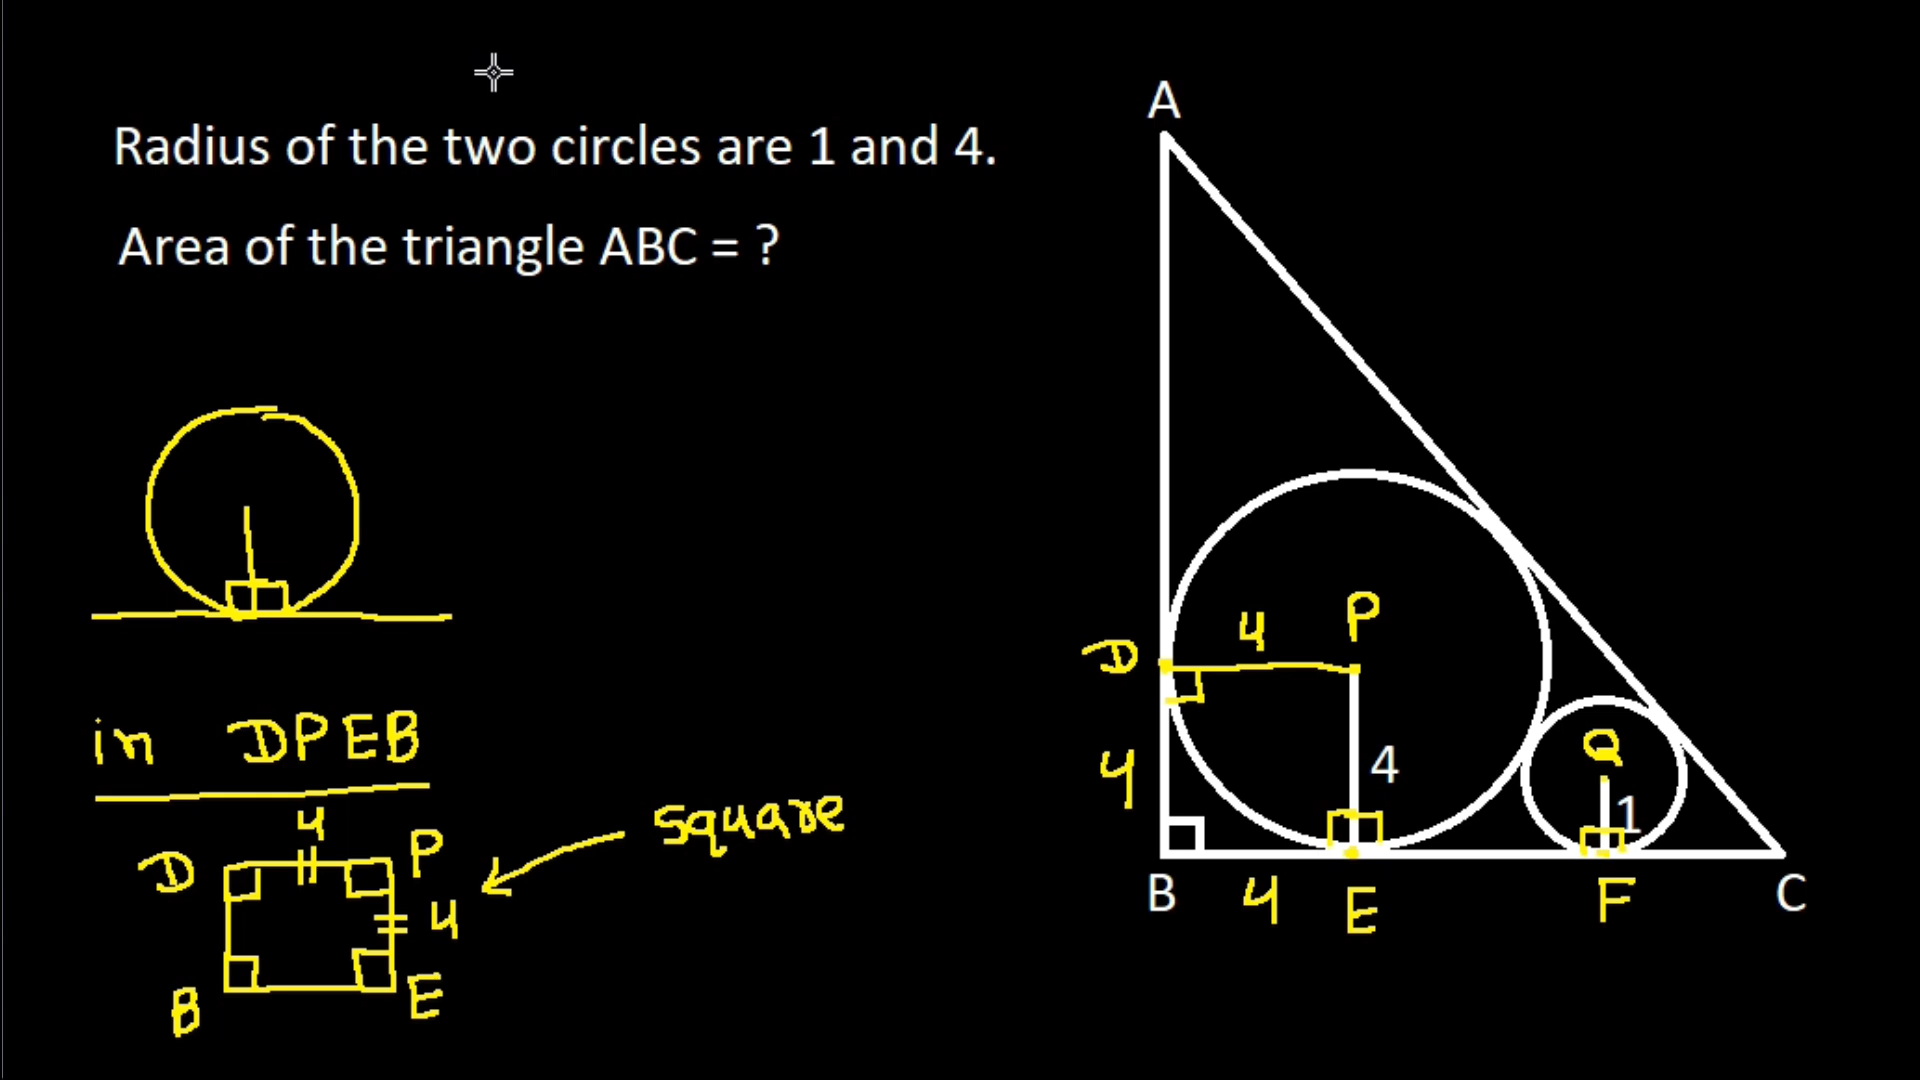 Radius of the two circles are 1 and 4.
Area of the triangle ABC = ?
A
4 P
D
4 4
Q
1
B 4 E F C
in DPEB
4
D P
4
B E
square